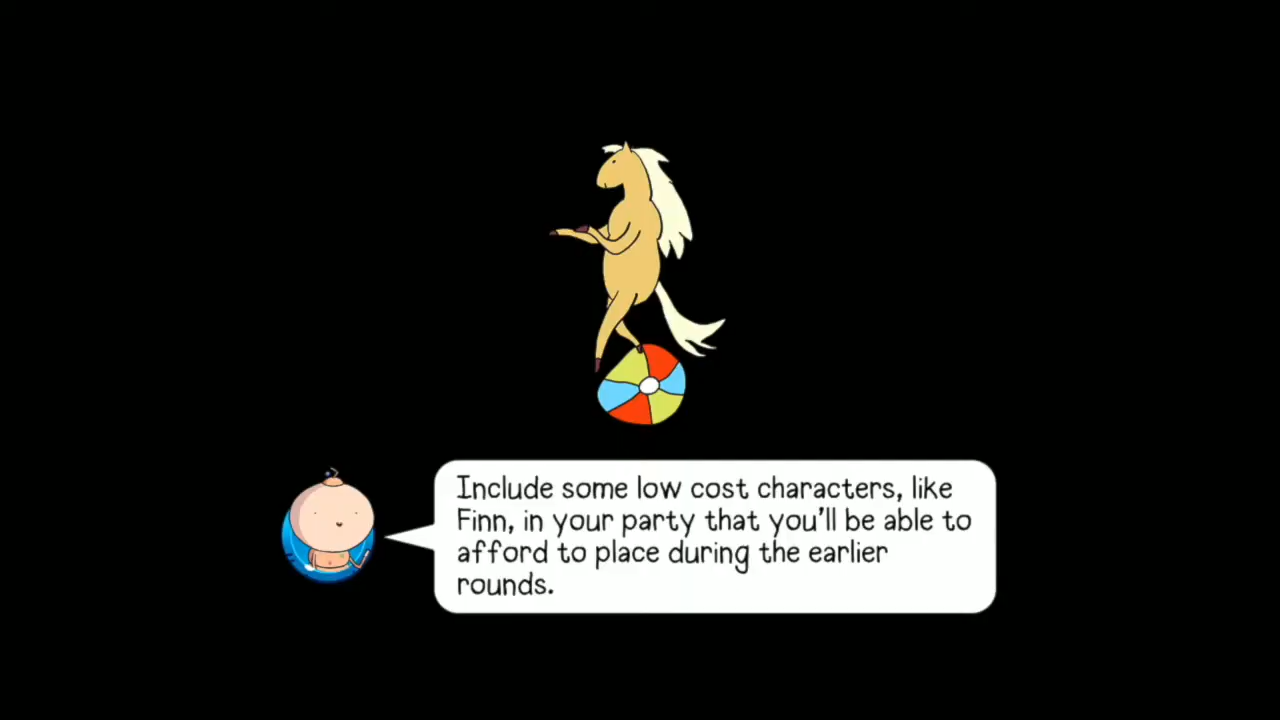 Include some low cost characters, like
Finn, in your party that you'll be able to
afford to place during the earlier
rounds.